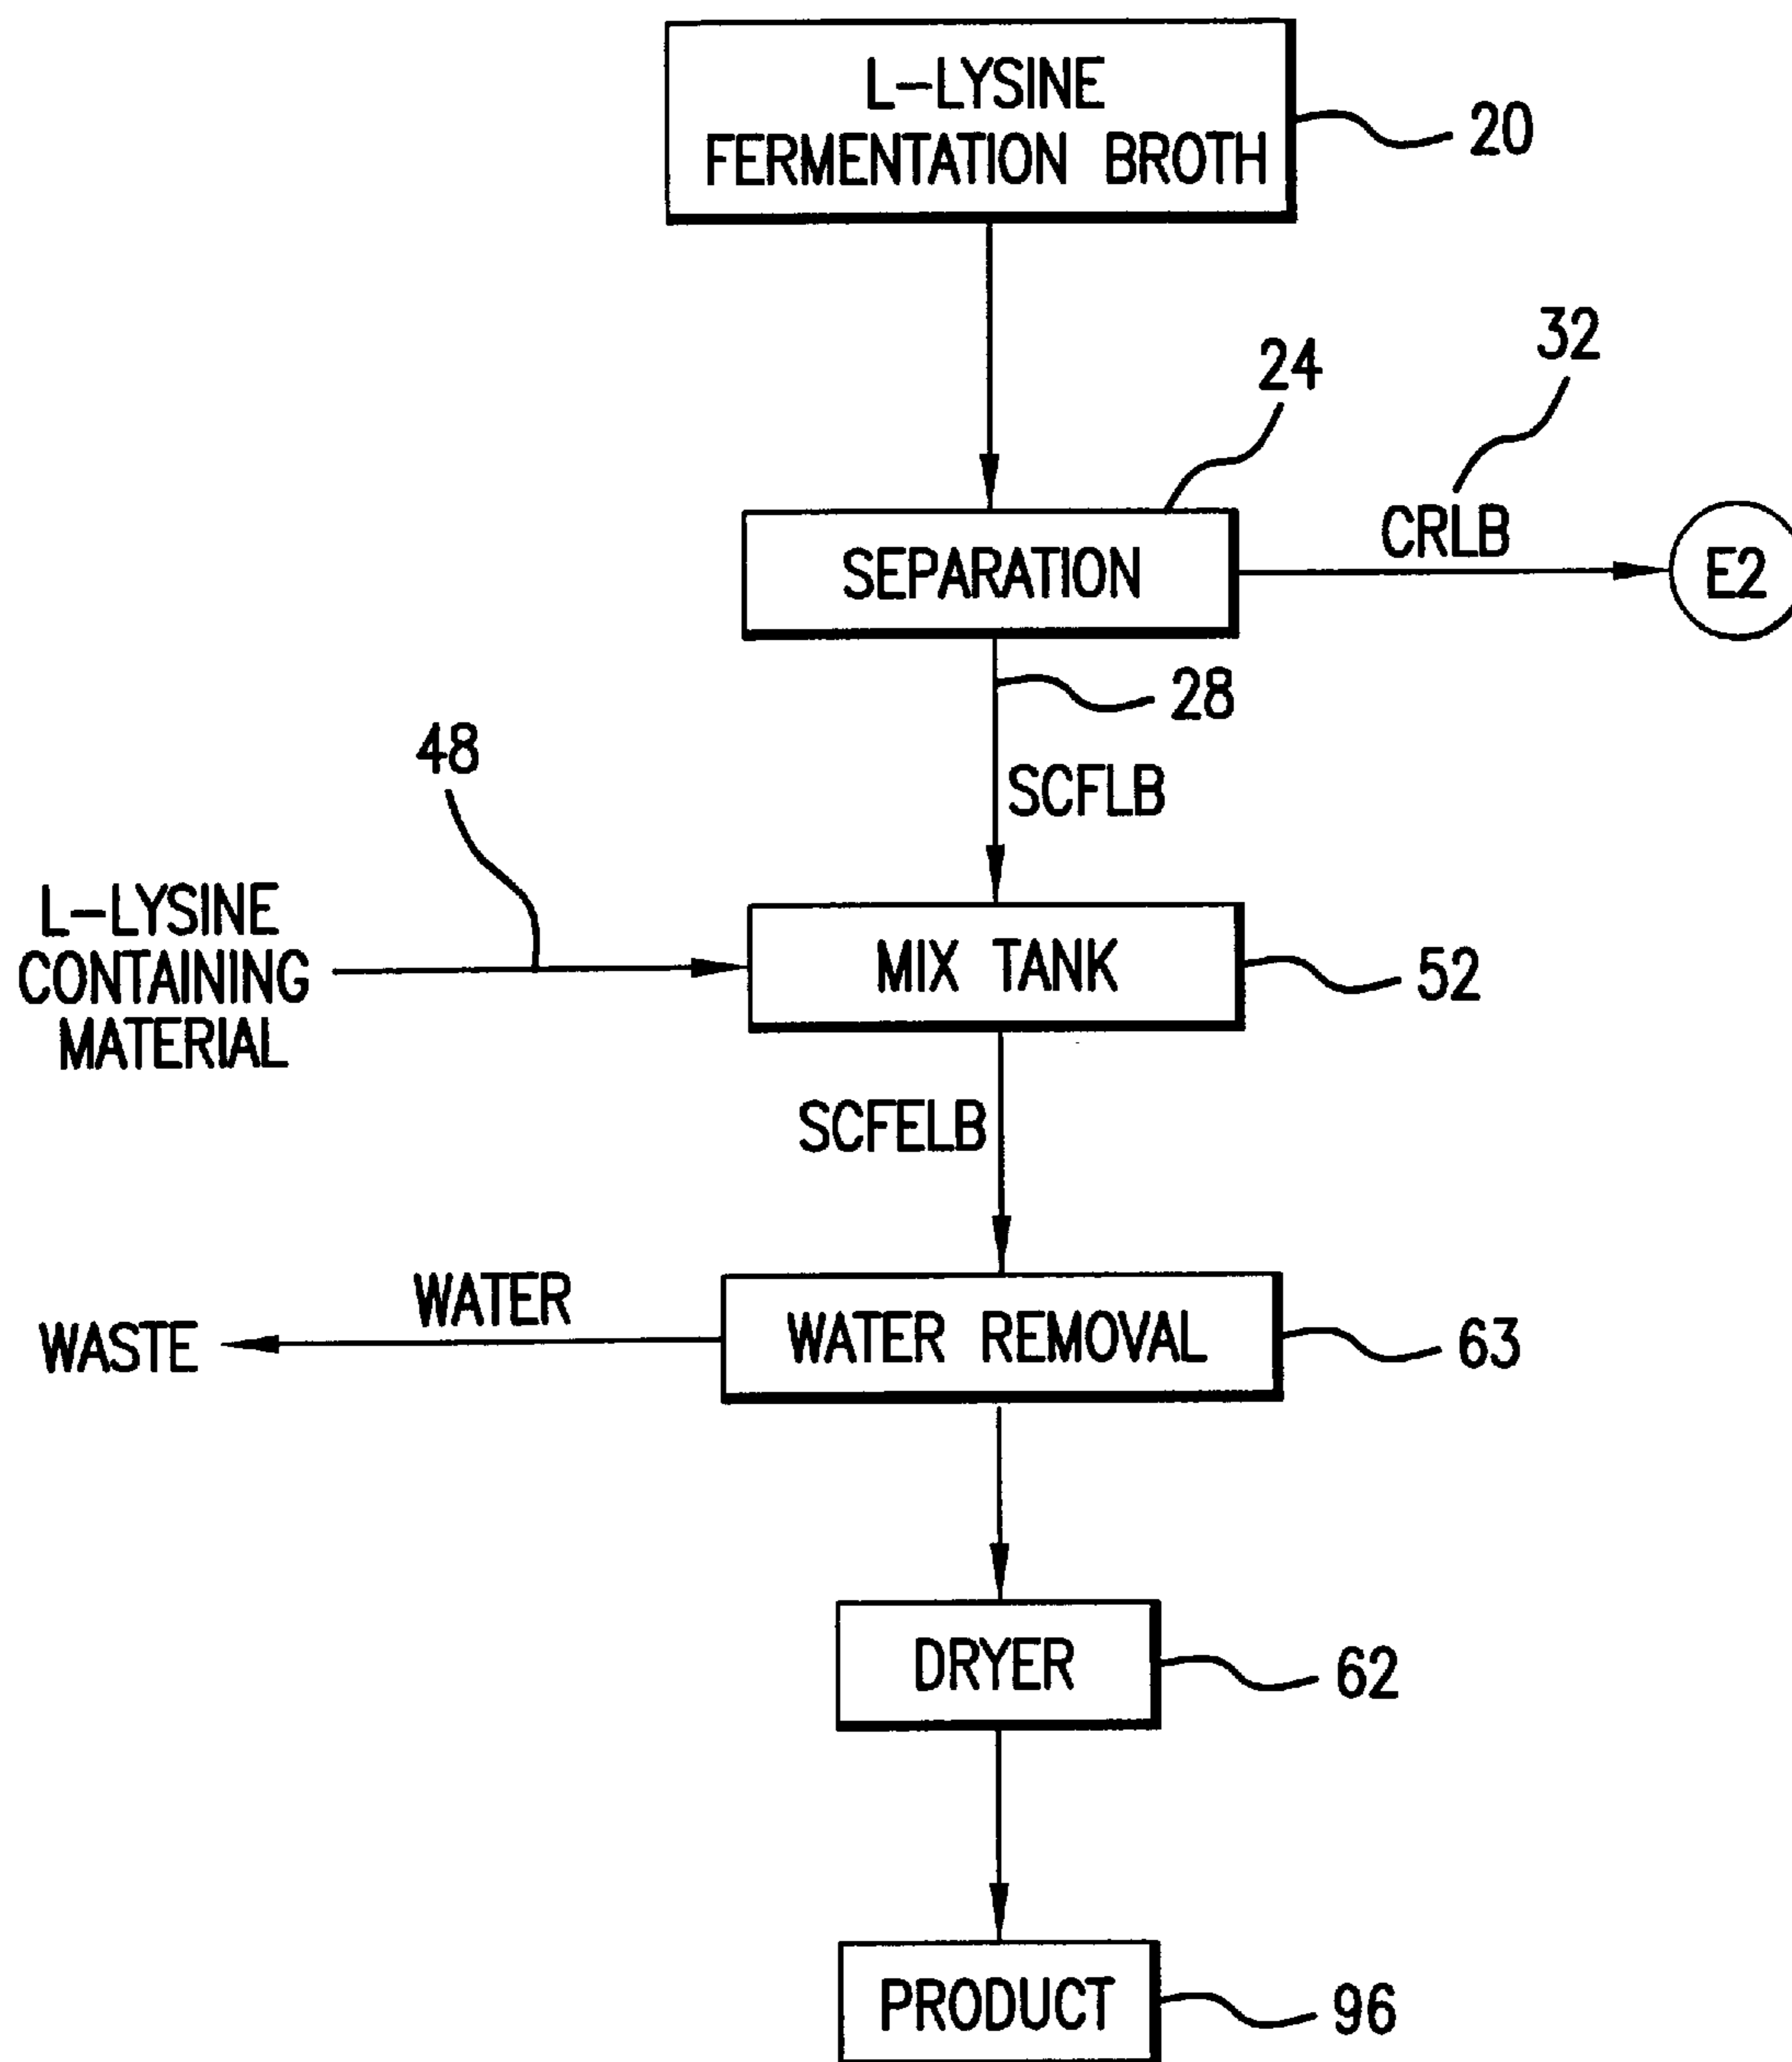 L-LYSINE
FERMENTATION BROTH
20
32
24
CRLB
SEPARATION
E2
28
48
SCFLB
L-LYSINE
CONTAINING
MATERIAL
MIX TANK
52
SCFELB
WATER
WASTE
WATER REMOVAL
63
DRYER
62
PRODUCT
96